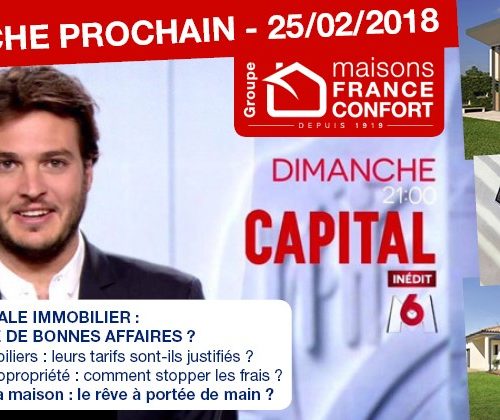 CHE PROCHAIN - 25/02/2018
Groupe
maisons
FRANCE
CONFORT
DEPUIS 1919
DIMANCHE
21:00
CAPITAL
INÉDIT
M6
ALE IMMOBILIER :
DE BONNES AFFAIRES ?
biliers : leurs tarifs sont-ils justifiés ?
opropriété : comment stopper les frais ?
a maison : le rêve à portée de main ?